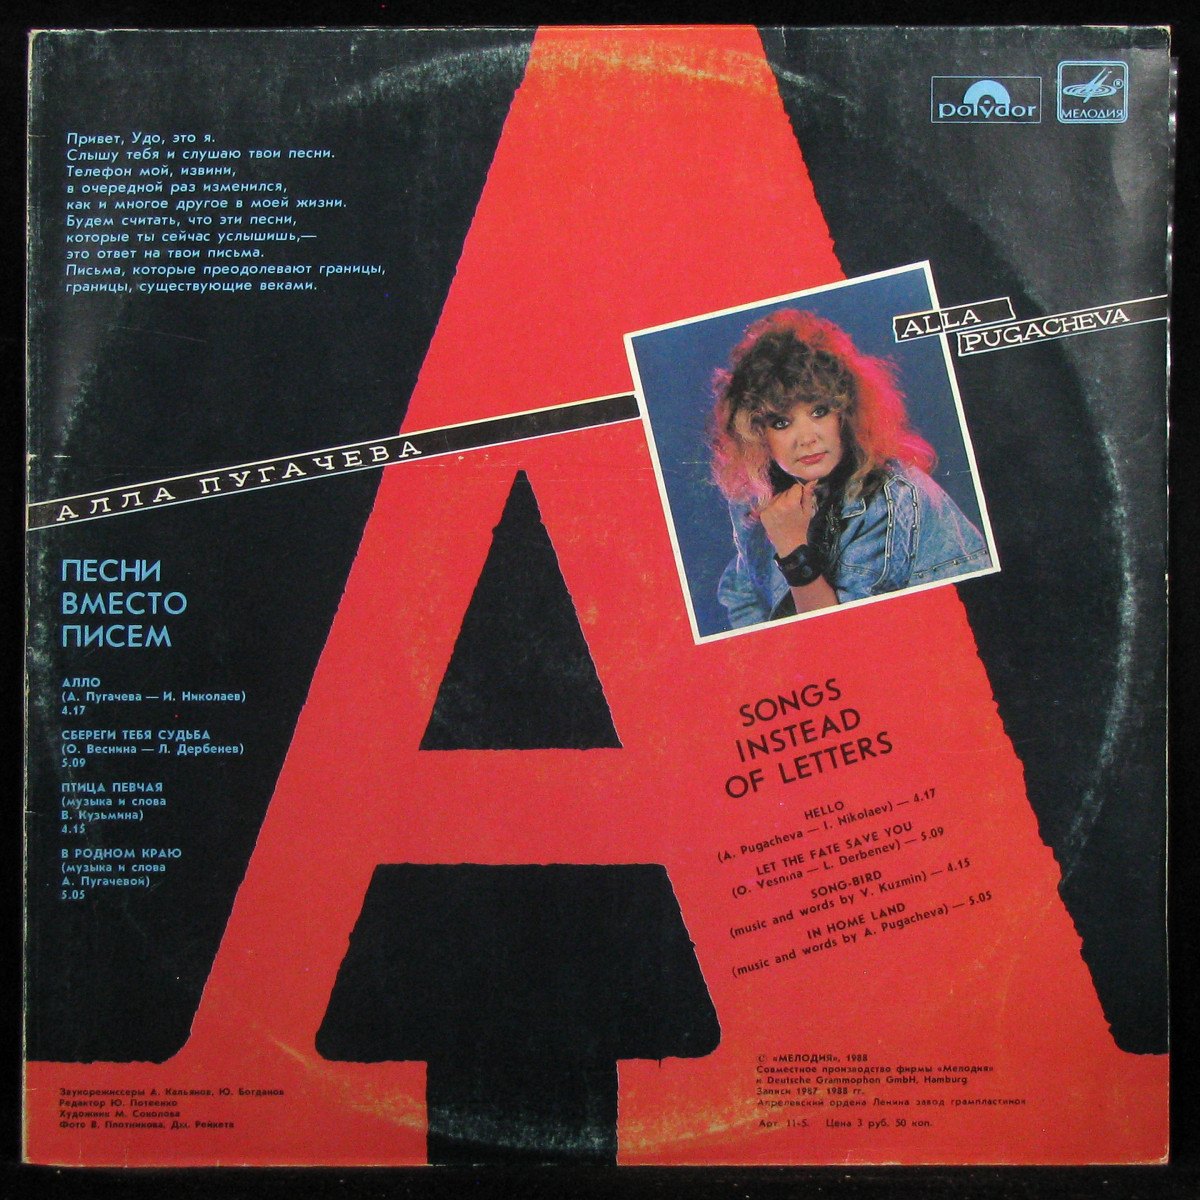 polydor
МЕЛОДИЯ
Привет, Удо, это я.
Слышу тебя и слушаю твои песни.
Телефон мой, извини,
в очередной раз изменился,
как и многое другое в моей жизни.
Будем считать, что эти песни,
которые ты сейчас услышишь,—
это ответ на твои письма.
Письма, которые преодолевают границы,
границы, существующие веками.
A
ALLA
PUGACHEVA
АЛЛА ПУГАЧЕВА
ПЕСНИ
ВМЕСТО
ПИСЕМ
АЛЛО
(А. Пугачева — И. Николаев)
4.17
СБЕРЕГИ ТЕБЯ СУДЬБА
(О. Веснина — Л. Дербенев)
5.09
ПТИЦА ПЕВЧАЯ
(музыка и слова
В. Кузьмина)
4.15
В РОДНОМ КРАЮ
(музыка и слова
А. Пугачевой)
5.05
SONGS
INSTEAD
OF LETTERS
HELLO
(A. Pugacheva — I. Nikolaev) — 4.17
LET THE FATE SAVE YOU
(O. Vesnina — L. Derbenev) — 5.09
SONG-BIRD
(music and words by V. Kuzmin) — 4.15
IN HOME LAND
(music and words by A. Pugacheva) — 5.05
Звукорежиссеры А. Кальянов, Ю. Богданов
Редактор Ю. Потеенко
Художник М. Соколова
Фото В. Плотникова, Дж. Рейкете
© «МЕЛОДИЯ», 1988
Совместное производство фирмы «Мелодия»
и Deutsche Grammophon GmbH, Hamburg
Записи 1987, 1988 гг.
Апрелевский ордена Ленина завод грампластинок
Арт. 11-5. Цена 3 руб. 50 коп.